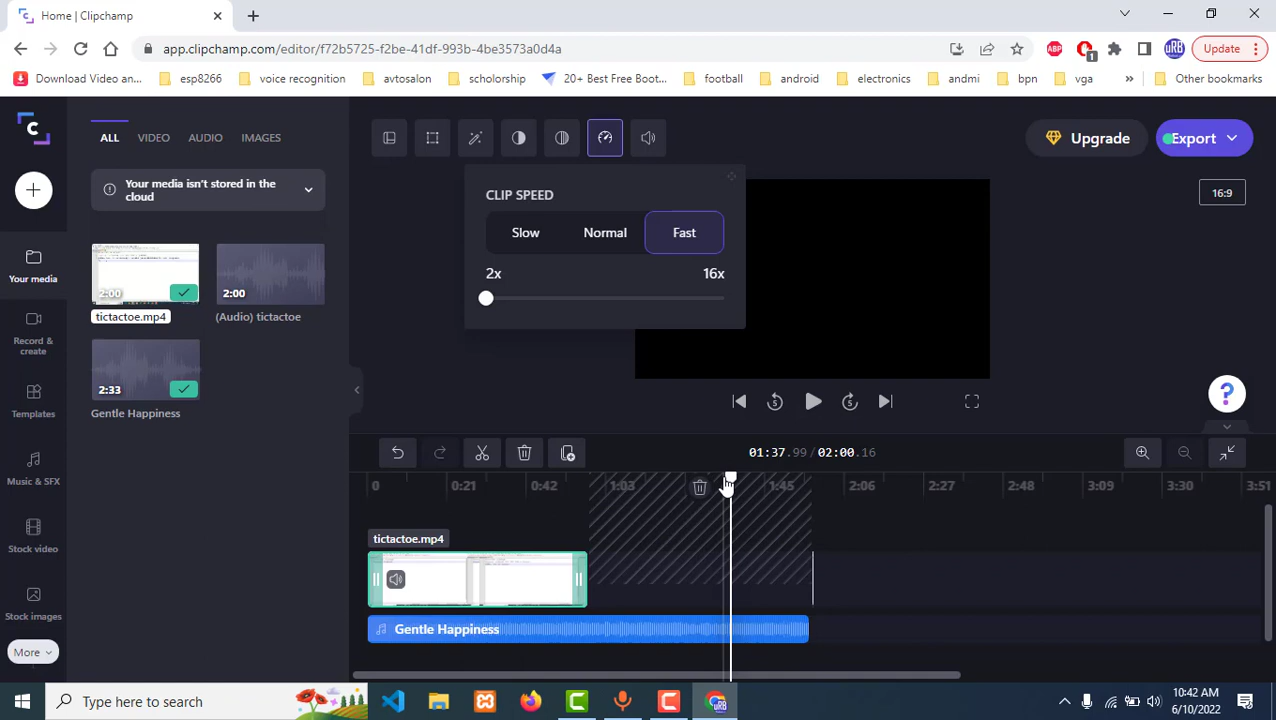 Home | Clipchamp
app.clipchamp.com/editor/f72b5725-f2be-41df-993b-4be3573a0d4a
ABP
1
uRB
Update
Download Video an...
esp8266
voice recognition
avtosalon
scholorship
20+ Best Free Boot...
football
android
electronics
andmi
bpn
vga
»
Other bookmarks
C
ALL VIDEO AUDIO IMAGES
Upgrade
Export
Your media isn't stored in the
cloud
16:9
CLIP SPEED
Slow Normal Fast
2x 16x
2:00
2:00
tictactoe.mp4
(Audio) tictactoe
2:33
Gentle Happiness
Your media
Record &
create
Templates
Music & SFX
Stock video
Stock images
More
5
5
?
01:37.99 / 02:00.16
0 0:21 0:42 1:03 1:45 2:06 2:27 2:48 3:09 3:30 3:51
tictactoe.mp4
Gentle Happiness
Type here to search
10:42 AM
6/10/2022